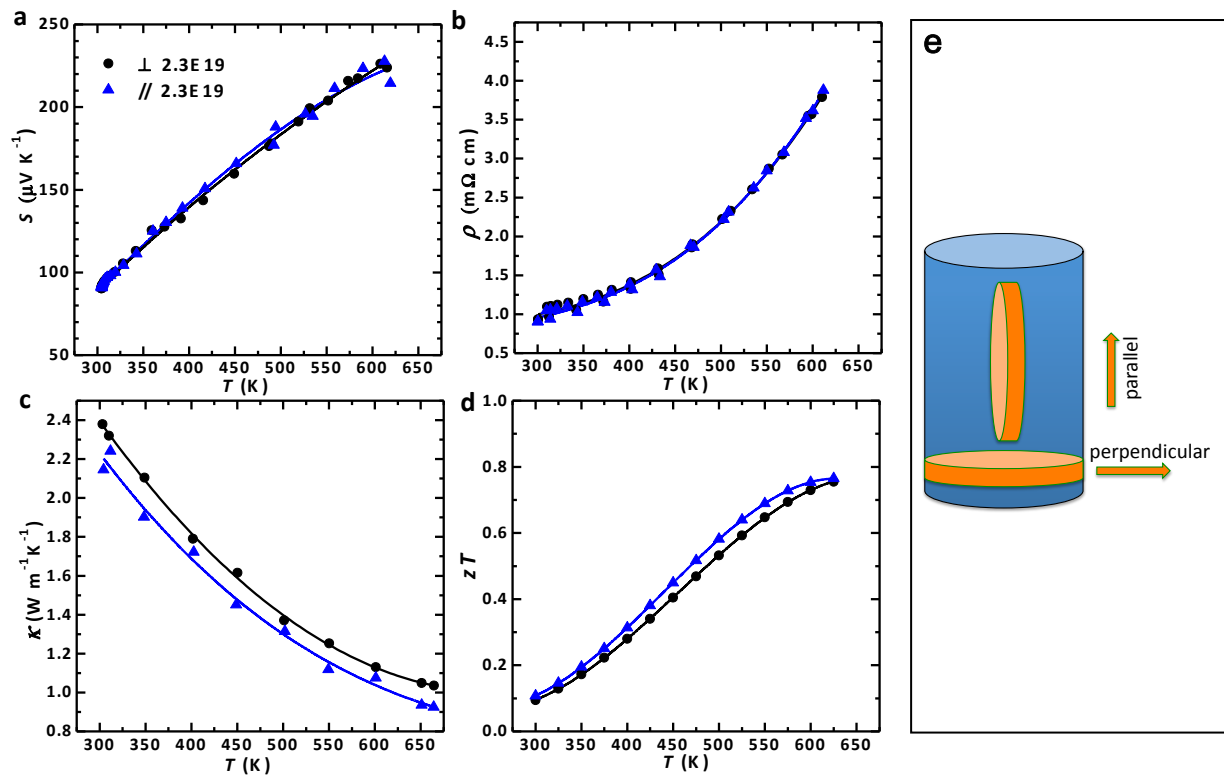 a
250
200
150
100
50
S (μV K⁻¹)
⊥ 2.3E19
// 2.3E19
300 350 400 450 500 550 600 650
T (K)
b
4.5
4.0
3.5
3.0
2.5
2.0
1.5
1.0
0.5
ρ (mΩ cm)
300 350 400 450 500 550 600 650
T (K)
c
2.4
2.2
2.0
1.8
1.6
1.4
1.2
1.0
0.8
κ (W m⁻¹K⁻¹)
300 350 400 450 500 550 600 650
T (K)
d
1.0
0.8
0.6
0.4
0.2
0.0
zT
300 350 400 450 500 550 600 650
T (K)
e
parallel
perpendicular